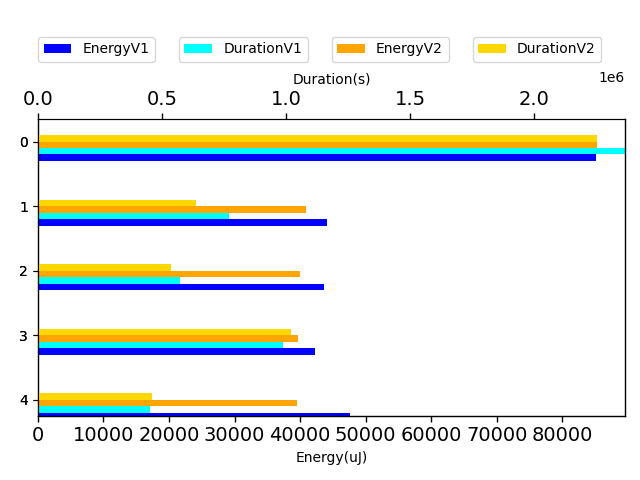 EnergyV1 DurationV1 EnergyV2 DurationV2
Duration(s)
1e6
0.0 0.5 1.0 1.5 2.0
0
1
2
3
4
0 10000 20000 30000 40000 50000 60000 70000 80000
Energy(uJ)